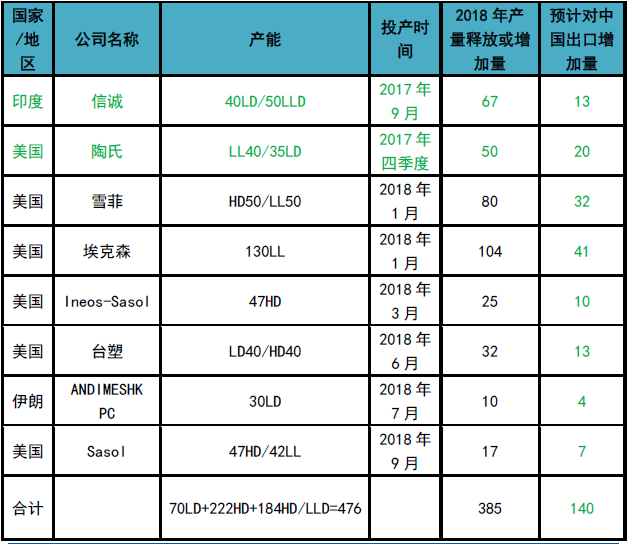 国家/地区 公司名称 产能 投产时间 2018 年产量释放或增加量 预计对中国出口增加量
印度 信诚 40LD/50LLD 2017 年9 月 67 13
美国 陶氏 LL40/35LD 2017 年四季度 50 20
美国 雪菲 HD50/LL50 2018 年1 月 80 32
美国 埃克森 130LL 2018 年1 月 104 41
美国 Ineos-Sasol 47HD 2018 年3 月 25 10
美国 台塑 LD40/HD40 2018 年6 月 32 13
伊朗 ANDIMESHK PC 30LD 2018 年7 月 10 4
美国 Sasol 47HD/42LL 2018 年9 月 17 7
合计 70LD+222HD+184HD/LLD=476 385 140